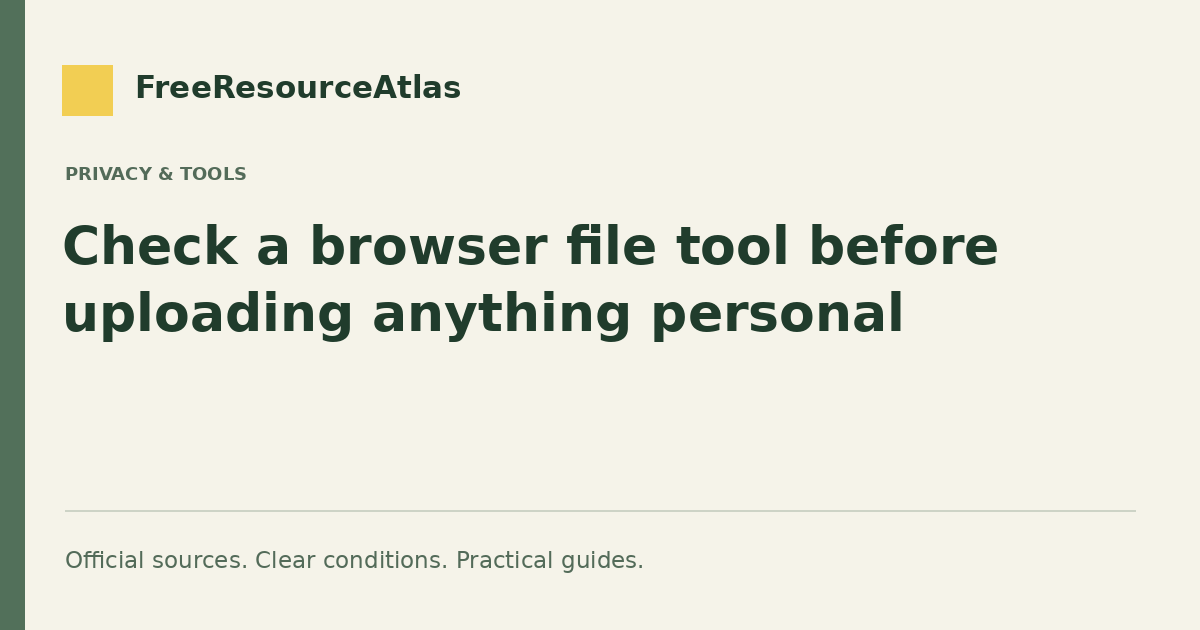 FreeResourceAtlas
PRIVACY & TOOLS
Check a browser file tool before
uploading anything personal
Official sources. Clear conditions. Practical guides.